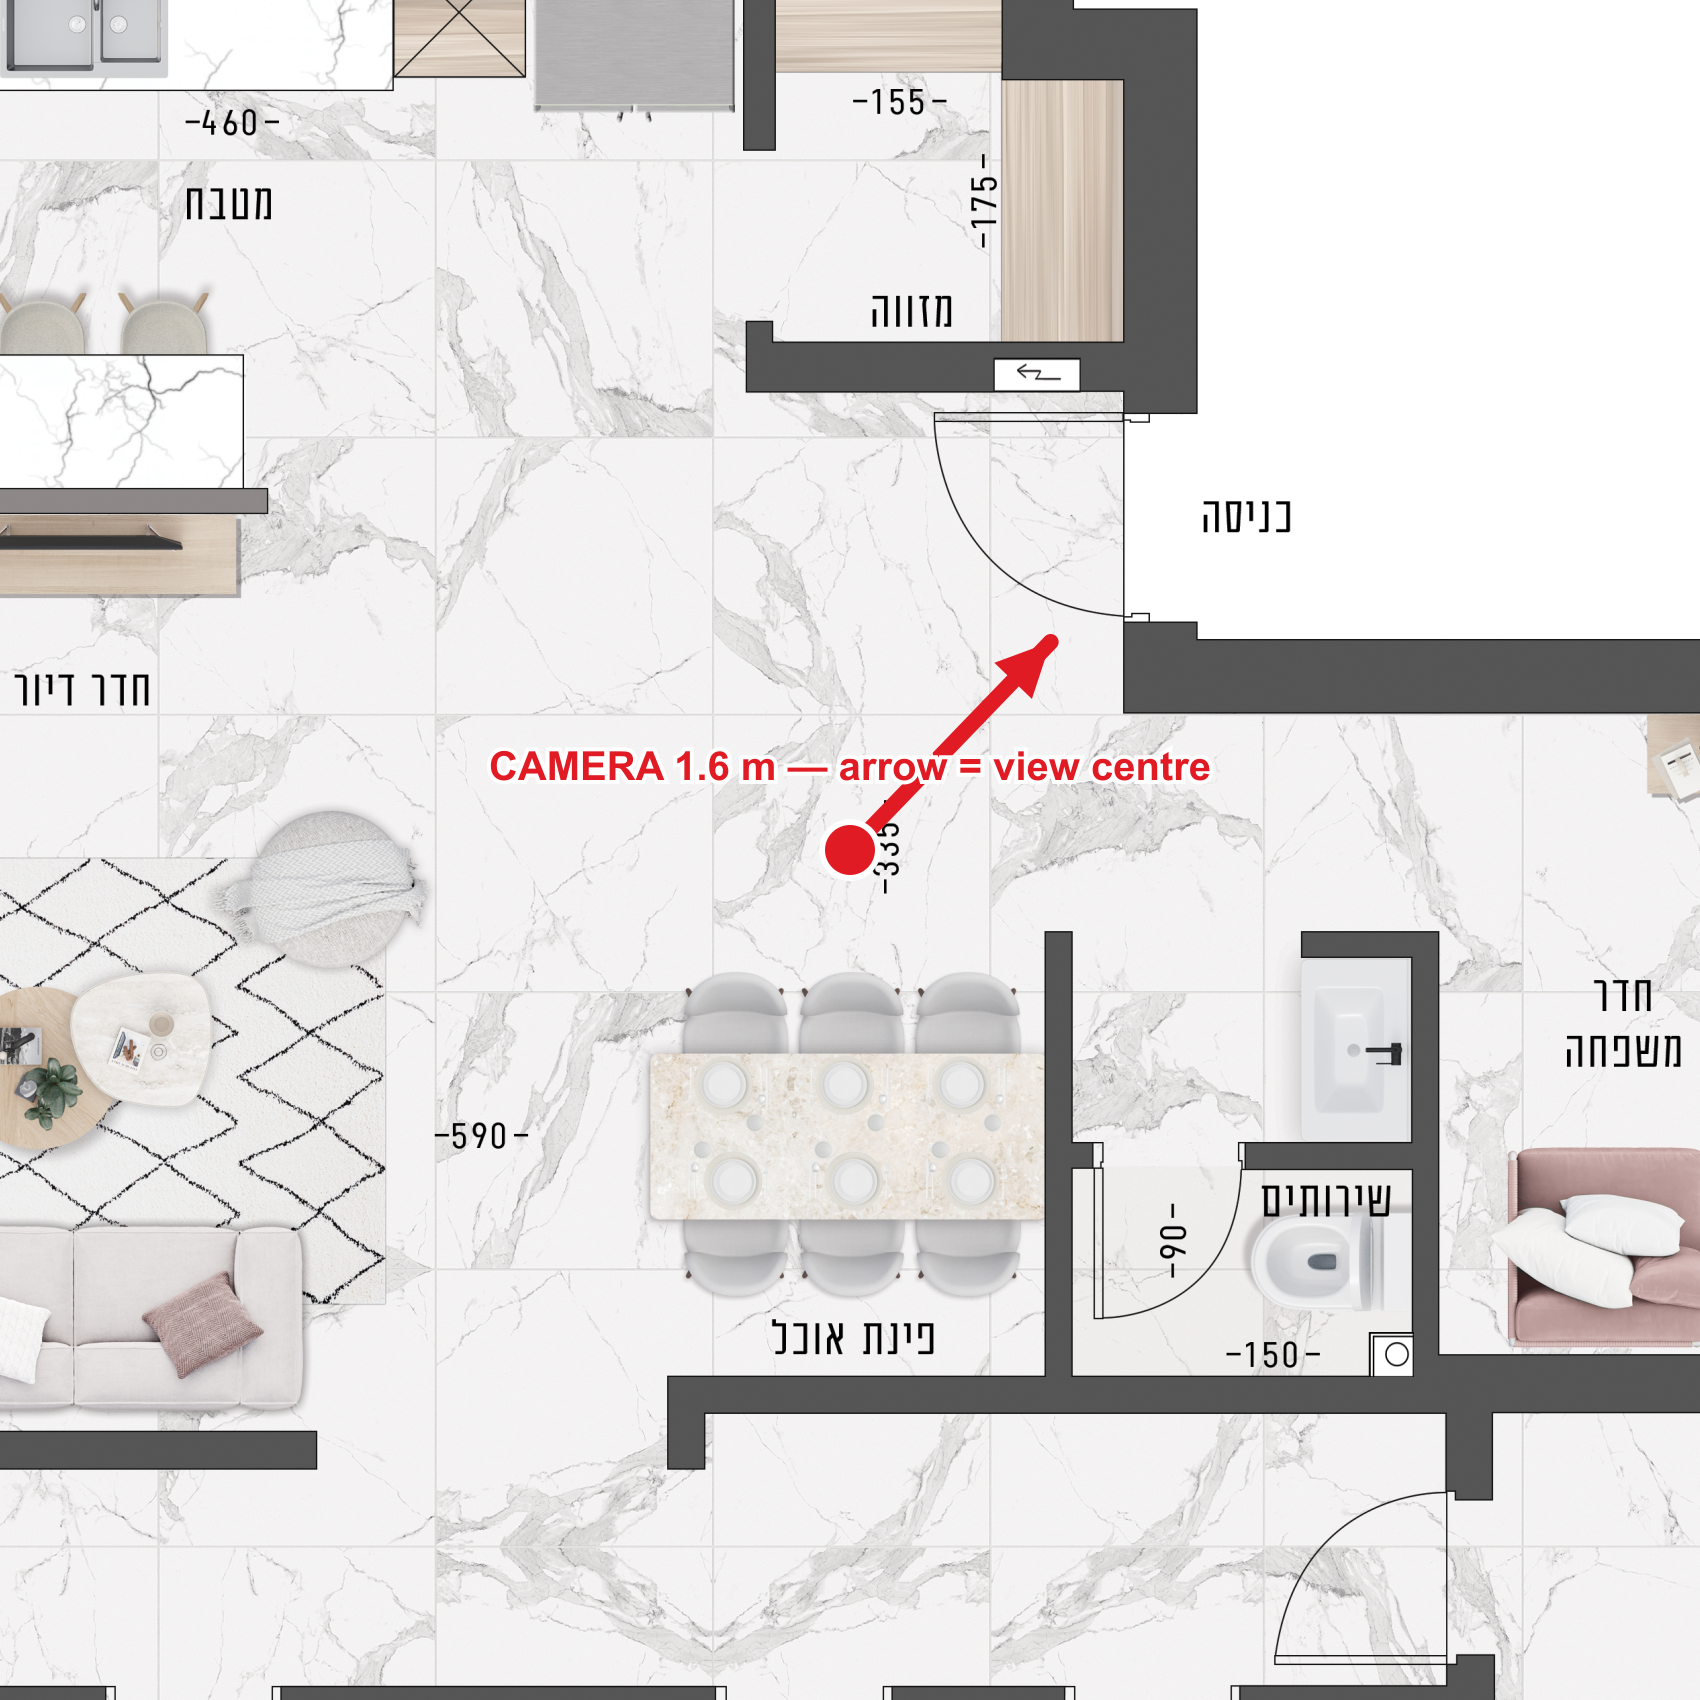 -460-
-155-
-175-
מטבח
מזווה
כניסה
חדר דיור
CAMERA 1.6 m — arrow = view centre
-335-
חדר
משפחה
-590-
שירותים
-90-
פינת אוכל
-150-